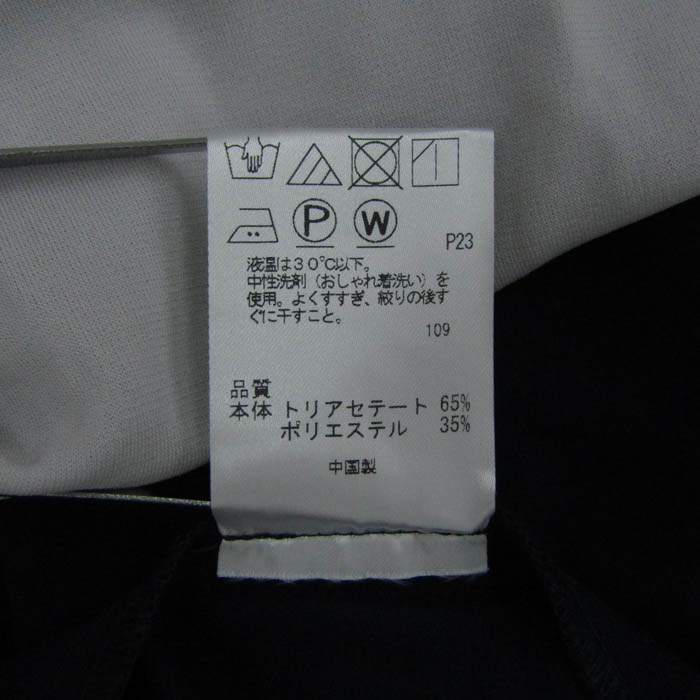 P W
P23
液温は30℃以下。
中性洗剤（おしゃれ着洗い）を
使用。よくすすぎ、絞りの後す
ぐに干すこと。
109
品質
本体 トリアセテート 65%
ポリエステル 35%
中国製